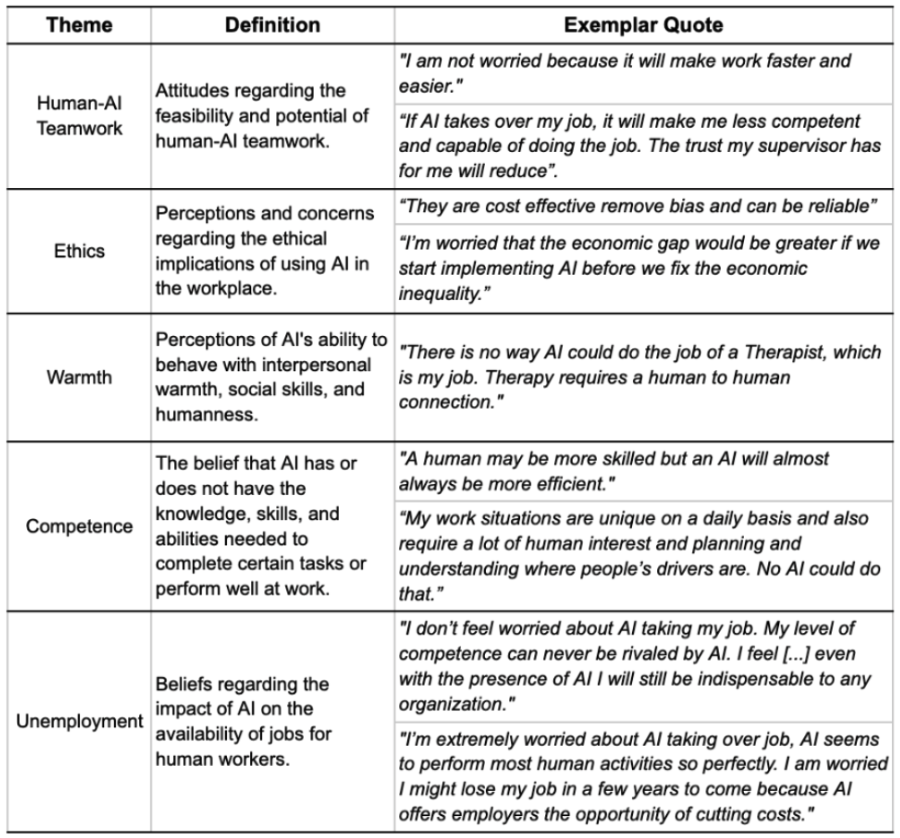 Theme Definition Exemplar Quote
Human-AI
Teamwork
Attitudes regarding the
feasibility and potential of
human-AI teamwork.
"I am not worried because it will make work faster and
easier."
“If AI takes over my job, it will make me less competent
and capable of doing the job. The trust my supervisor has
for me will reduce”.
Ethics
Perceptions and concerns
regarding the ethical
implications of using AI in
the workplace.
“They are cost effective remove bias and can be reliable”
“I’m worried that the economic gap would be greater if we
start implementing AI before we fix the economic
inequality.”
Warmth
Perceptions of AI's ability to
behave with interpersonal
warmth, social skills, and
humanness.
"There is no way AI could do the job of a Therapist, which
is my job. Therapy requires a human to human
connection."
Competence
The belief that AI has or
does not have the
knowledge, skills, and
abilities needed to
complete certain tasks or
perform well at work.
"A human may be more skilled but an AI will almost
always be more efficient."
“My work situations are unique on a daily basis and also
require a lot of human interest and planning and
understanding where people’s drivers are. No AI could do
that.”
Unemployment
Beliefs regarding the
impact of AI on the
availability of jobs for
human workers.
"I don’t feel worried about AI taking my job. My level of
competence can never be rivaled by AI. I feel [...] even
with the presence of AI I will still be indispensable to any
organization."
"I’m extremely worried about AI taking over job, AI seems
to perform most human activities so perfectly. I am worried
I might lose my job in a few years to come because AI
offers employers the opportunity of cutting costs."